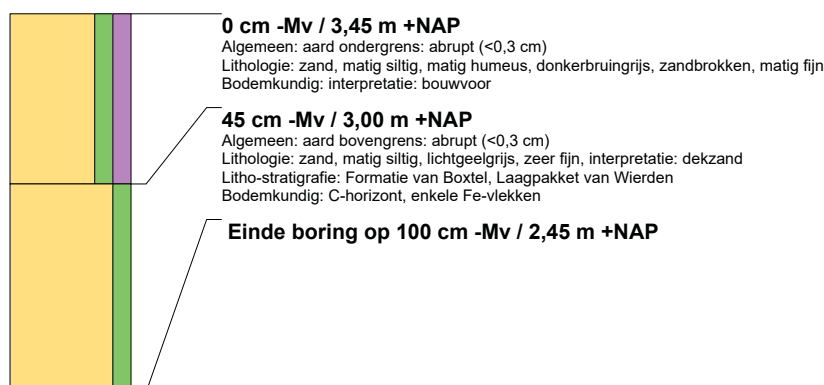 0 cm -Mv / 3,45 m +NAP
Algemeen: aard ondergrens: abrupt (<0,3 cm)
Lithologie: zand, matig siltig, matig humeus, donkerbruingrijs, zandbrokken, matig fijn
Bodemkundig: interpretatie: bouwvoor
45 cm -Mv / 3,00 m +NAP
Algemeen: aard bovengrens: abrupt (<0,3 cm)
Lithologie: zand, matig siltig, lichtgeelgrijs, zeer fijn, interpretatie: dekzand
Litho-stratigrafie: Formatie van Boxtel, Laagpakket van Wierden
Bodemkundig: C-horizont, enkele Fe-vlekken
Einde boring op 100 cm -Mv / 2,45 m +NAP